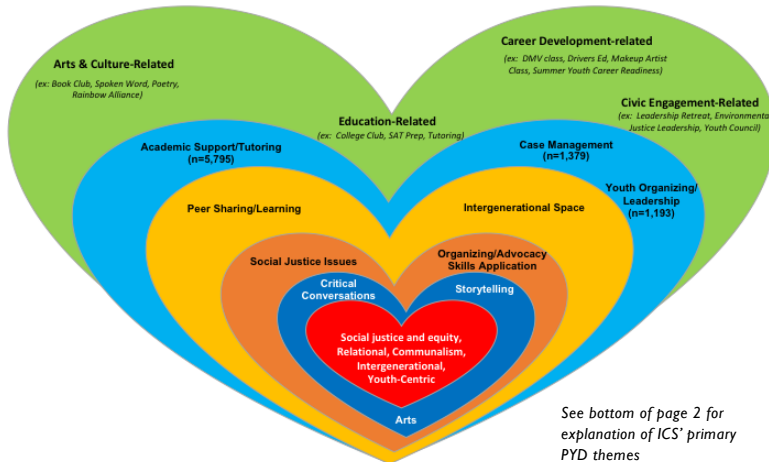 Arts & Culture-Related
(ex: Book Club, Spoken Word, Poetry,
Rainbow Alliance)
Career Development-related
(ex: DMV class, Drivers Ed, Makeup Artist
Class, Summer Youth Career Readiness)
Education-Related
(ex: College Club, SAT Prep, Tutoring)
Civic Engagement-Related
(ex: Leadership Retreat, Environmenta
Justice Leadership, Youth Council)
Academic Support/Tutoring
(n=5,795)
Case Management
(n=1,379)
Youth Organizing/
Leadership
(n=1,193)
Peer Sharing/Learning
Intergenerational Space
Social Justice Issues
Organizing/Advocacy
Skills Application
Critical
Conversations
Storytelling
Social justice and equity,
Relational, Communalism,
Intergenerational,
Youth-Centric
Arts
See bottom of page 2 for
explanation of ICS' primary
PYD themes